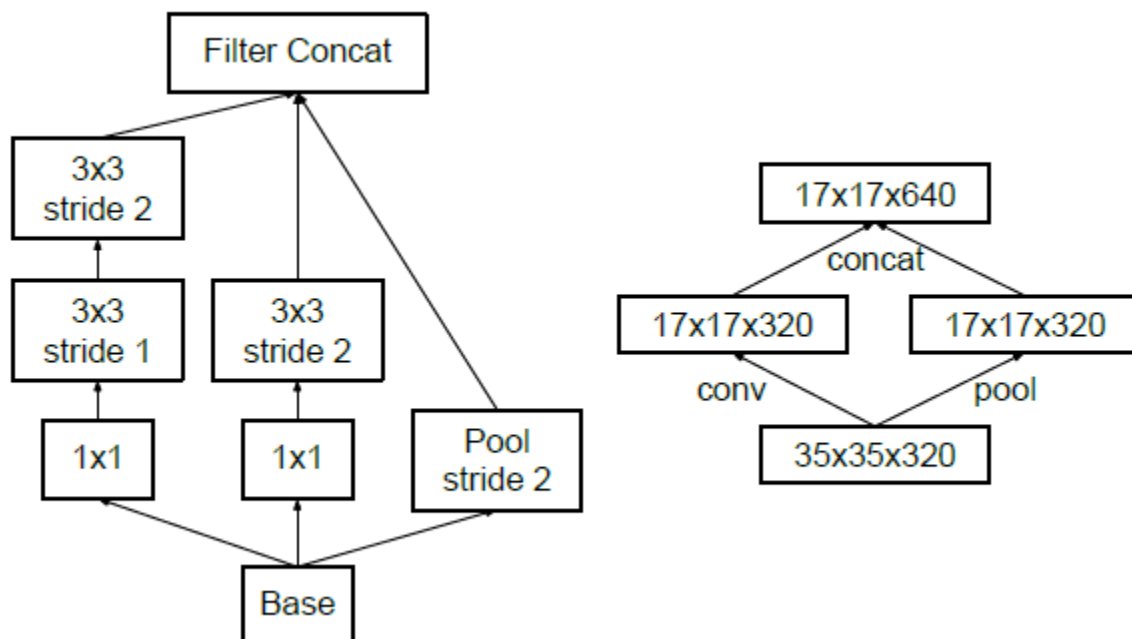 Filter Concat
3x3
stride 2
3x3
stride 1
3x3
stride 2
1x1
1x1
Pool
stride 2
Base
17x17x640
concat
17x17x320
17x17x320
conv
pool
35x35x320